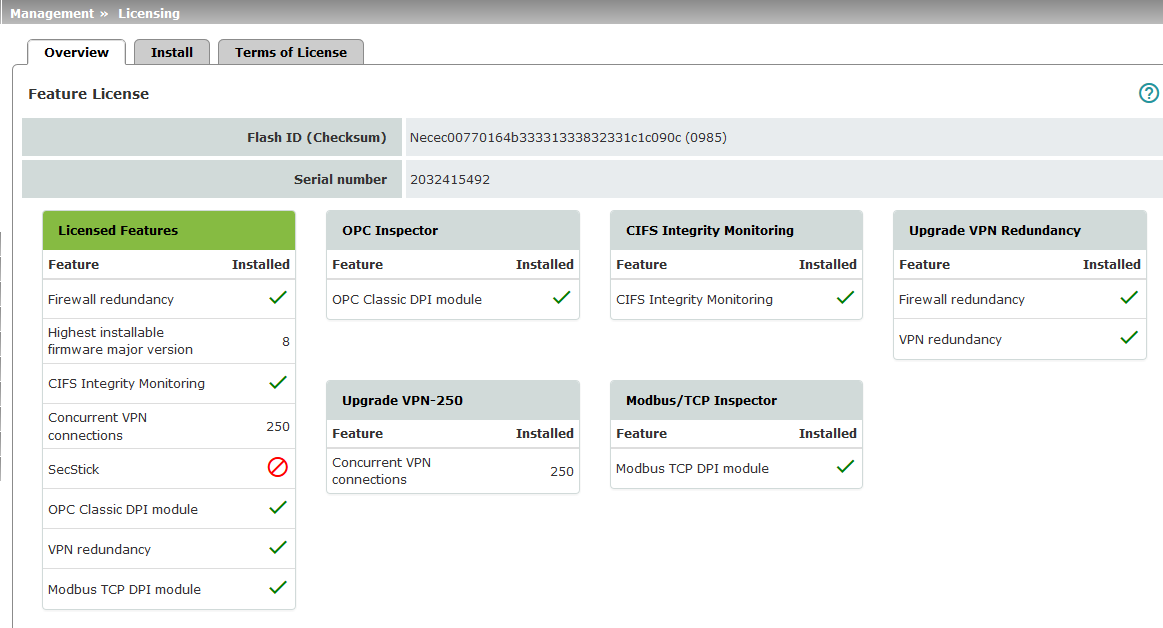 Management » Licensing
Overview Install Terms of License
Feature License
Flash ID (Checksum) Necec00770164b33331333832331c1c090c (0985)
Serial number 2032415492
Licensed Features
Feature Installed
Firewall redundancy
Highest installable
firmware major version 8
CIFS Integrity Monitoring
Concurrent VPN
connections 250
SecStick
OPC Classic DPI module
VPN redundancy
Modbus TCP DPI module
OPC Inspector
Feature Installed
OPC Classic DPI module
CIFS Integrity Monitoring
Feature Installed
CIFS Integrity Monitoring
Upgrade VPN Redundancy
Feature Installed
Firewall redundancy
VPN redundancy
Upgrade VPN-250
Feature Installed
Concurrent VPN
connections 250
Modbus/TCP Inspector
Feature Installed
Modbus TCP DPI module